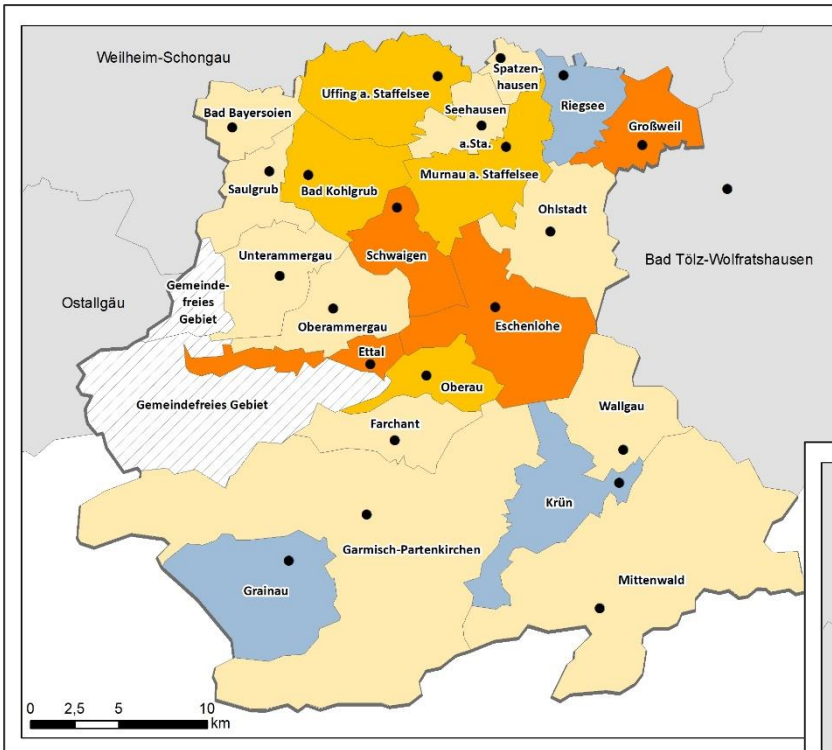 Weilheim-Schongau
Spatzen-
hausen
Uffing a. Staffelsee
Riegsee
Seehausen
a.Sta.
Bad Bayersoien
Großweil
Murnau a. Staffelsee
Saulgrub
Bad Kohlgrub
Ohlstadt
Schwaigen
Unterammergau
Bad Tölz-Wolfratshausen
Gemeinde-
freies
Gebiet
Ostallgäu
Oberammergau
Eschenlohe
Ettal
Oberau
Gemeindefreies Gebiet
Wallgau
Farchant
Krün
Garmisch-Partenkirchen
Mittenwald
Grainau
0 2,5 5 10
km